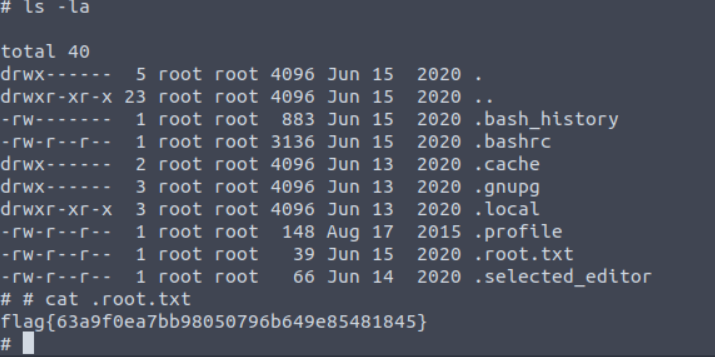 # ls -la
total 40
drwx------  5 root root 4096 Jun 15  2020 .
drwxr-xr-x 23 root root 4096 Jun 15  2020 ..
-rw-------  1 root root  883 Jun 15  2020 .bash_history
-rw-r--r--  1 root root 3136 Jun 15  2020 .bashrc
drwx------  2 root root 4096 Jun 13  2020 .cache
drwx------  3 root root 4096 Jun 13  2020 .gnupg
drwxr-xr-x  3 root root 4096 Jun 13  2020 .local
-rw-r--r--  1 root root  148 Aug 17  2015 .profile
-rw-r--r--  1 root root   39 Jun 15  2020 .root.txt
-rw-r--r--  1 root root   66 Jun 14  2020 .selected_editor
# # cat .root.txt
flag{63a9f0ea7bb98050796b649e85481845}
#